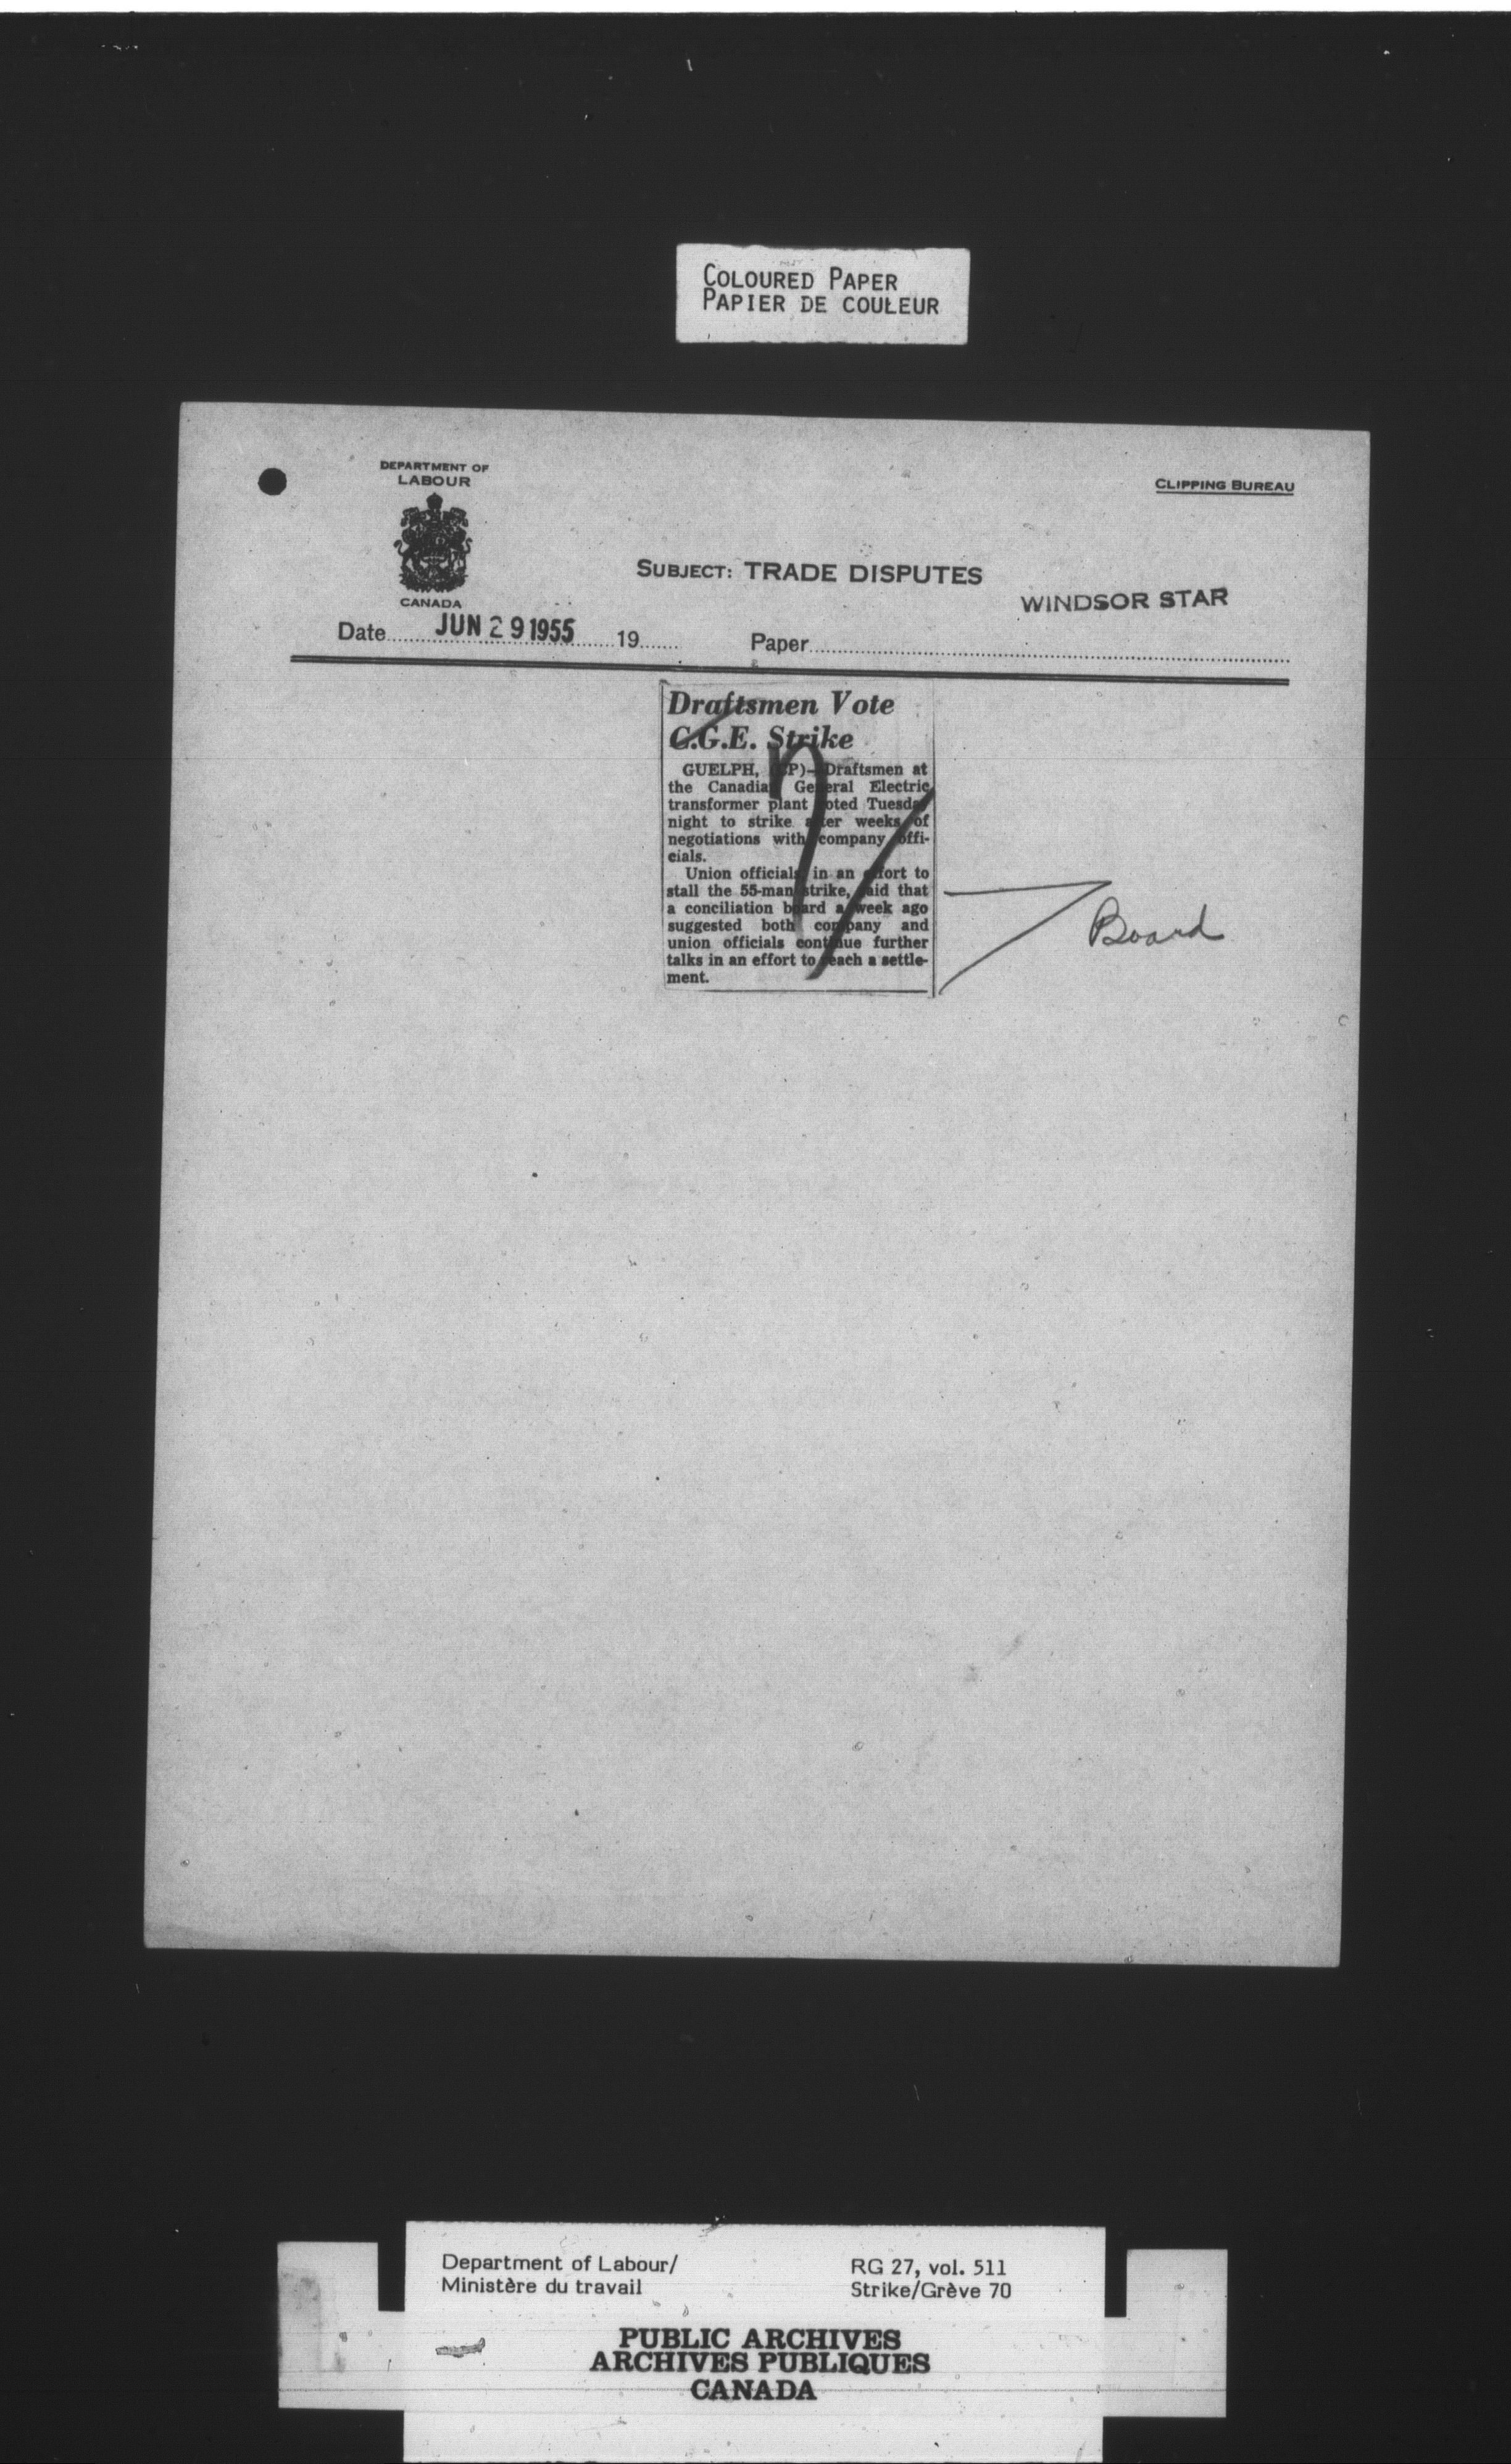 COLOURED PAPER
PAPIER DE COULEUR
DEPARTMENT OF
LABOUR
CANADA
CLIPPING BUREAU
SUBJECT: TRADE DISPUTES
WINDSOR STAR
Date JUN 29 1955 19
Paper
Draftsmen Vote
C.G.E. Strike
GUELPH, (CP)—Draftsmen at
the Canadian General Electric
transformer plant voted Tuesday
night to strike after weeks of
negotiations with company offi-
cials.
Union officials, in an effort to
stall the 55-man strike, said that
a conciliation board a week ago
suggested both company and
union officials continue further
talks in an effort to reach a settle-
ment.
Board
Department of Labour/
Ministère du travail
RG 27, vol. 511
Strike/Grève 70
PUBLIC ARCHIVES
ARCHIVES PUBLIQUES
CANADA